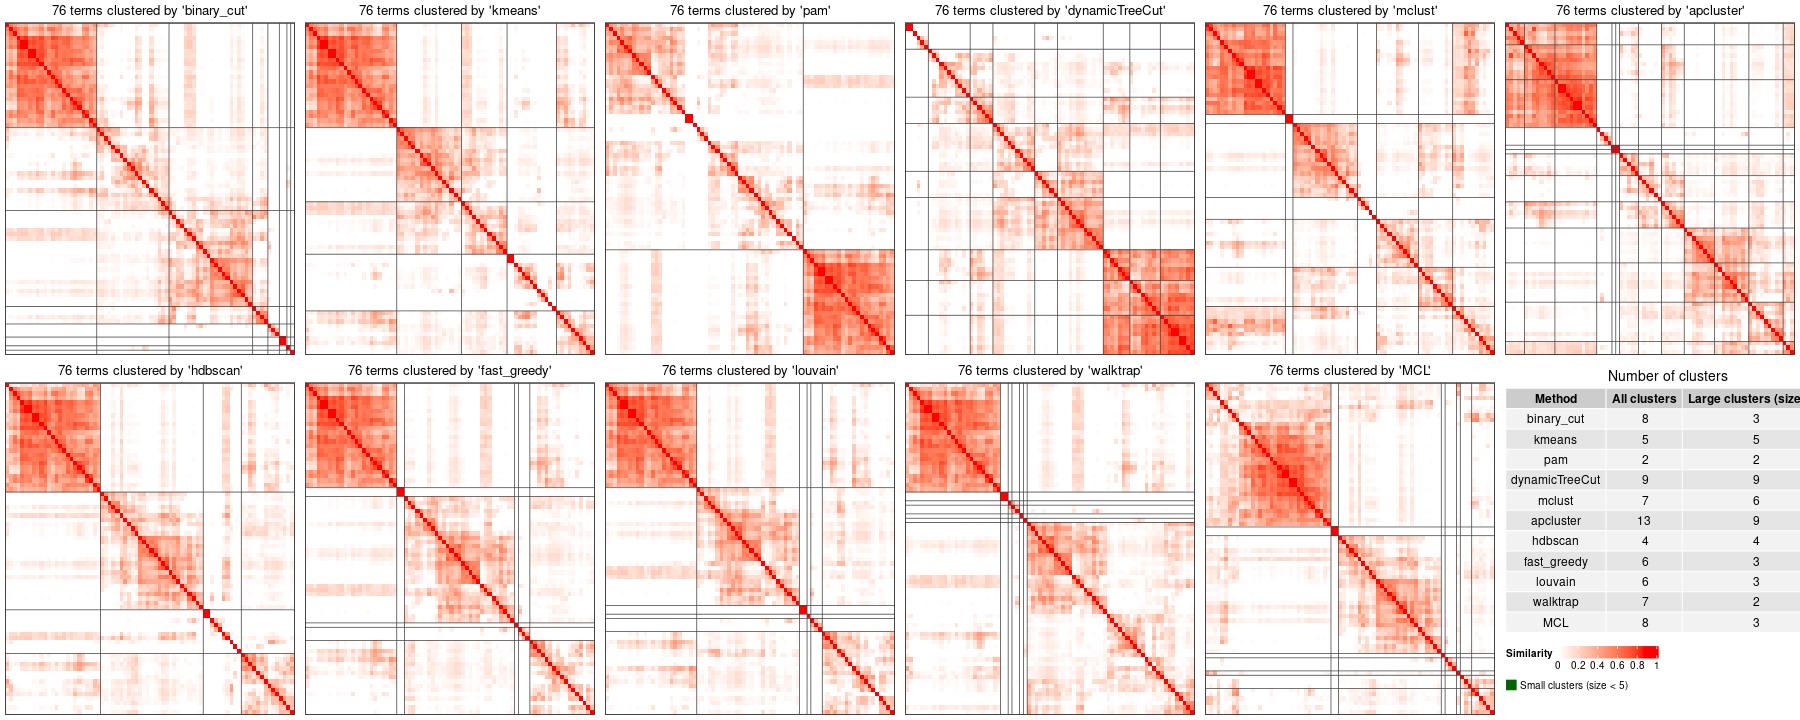 76 terms clustered by 'binary_cut'
76 terms clustered by 'kmeans'
76 terms clustered by 'pam'
76 terms clustered by 'dynamicTreeCut'
76 terms clustered by 'mclust'
76 terms clustered by 'apcluster'
76 terms clustered by 'hdbscan'
76 terms clustered by 'fast_greedy'
76 terms clustered by 'louvain'
76 terms clustered by 'walktrap'
76 terms clustered by 'MCL'
Number of clusters
Method All clusters Large clusters (size
binary_cut 8 3
kmeans 5 5
pam 2 2
dynamicTreeCut 9 9
mclust 7 6
apcluster 13 9
hdbscan 4 4
fast_greedy 6 3
louvain 6 3
walktrap 7 2
MCL 8 3
Similarity
0 0.2 0.4 0.6 0.8 1
Small clusters (size < 5)